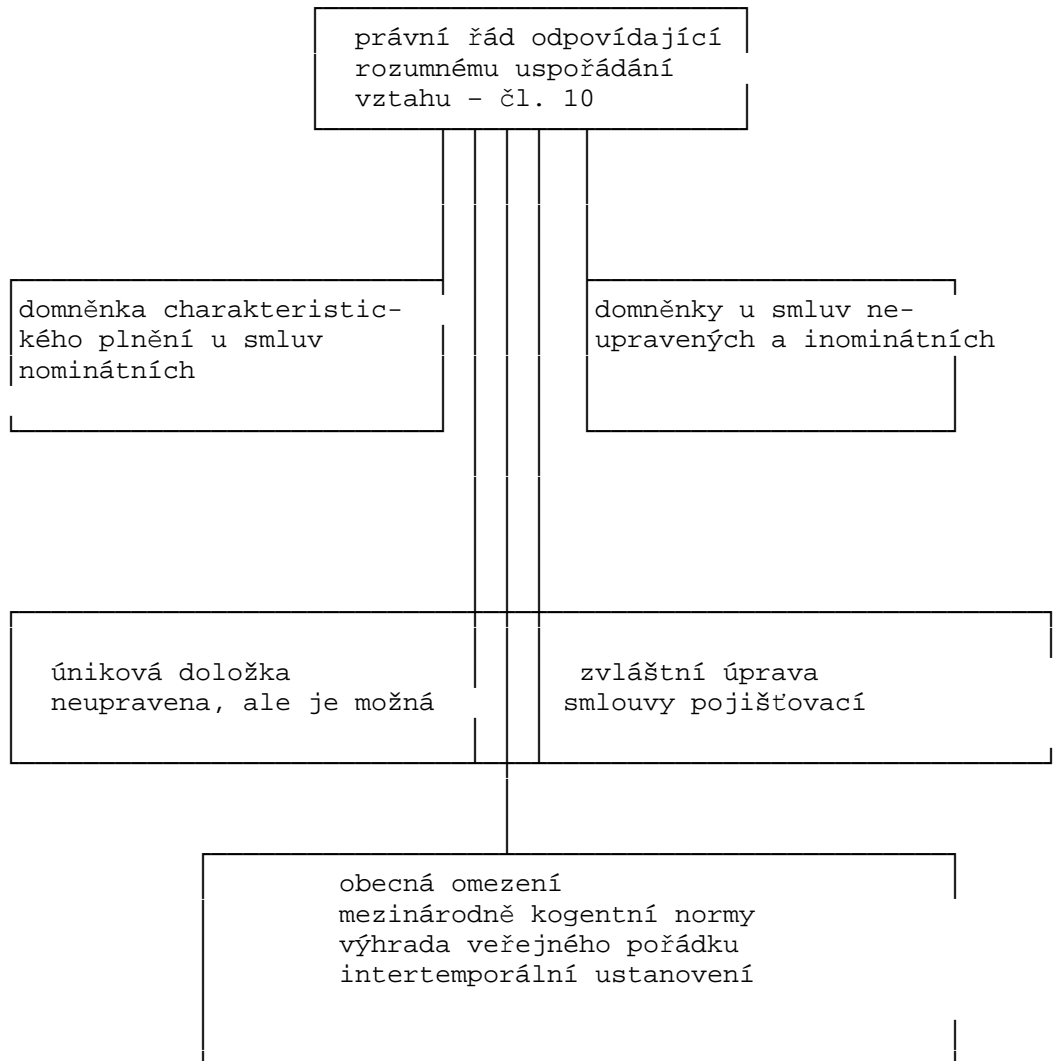 právní řád odpovídající
rozumnému uspořádání
vztahu – čl. 10
domněnka charakteristic-
kého plnění u smluv
nominátních
domněnky u smluv ne-
upravených a inominátních
úniková doložka
neupravena, ale je možná
zvláštní úprava
smlouvy pojišťovací
obecná omezení
mezinárodně kogentní normy
výhrada veřejného pořádku
intertemporální ustanovení